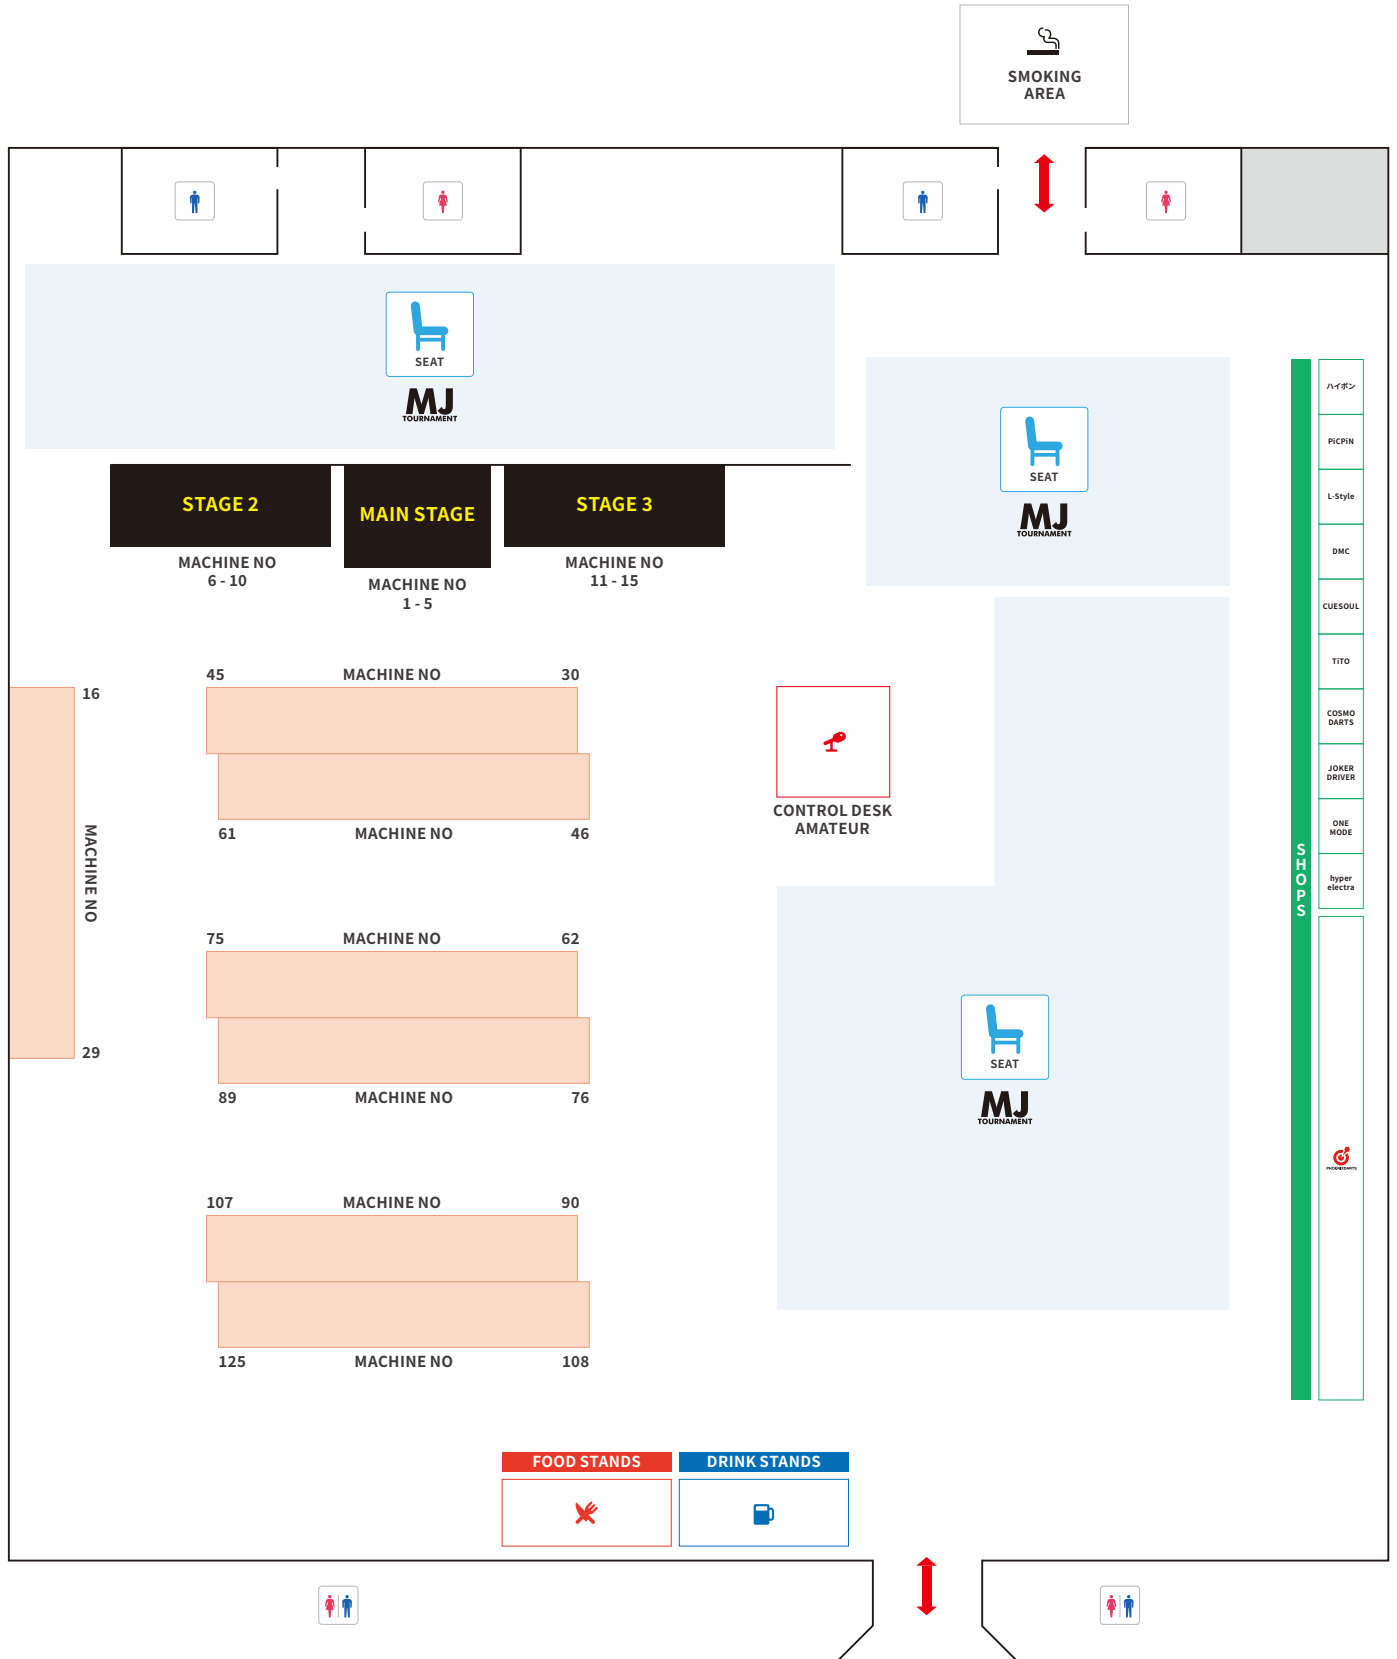 SMOKING
AREA
SEAT
MJ
TOURNAMENT
SEAT
MJ
TOURNAMENT
STAGE 2
MAIN STAGE
STAGE 3
MACHINE NO
6 - 10
MACHINE NO
1 - 5
MACHINE NO
11 - 15
16
MACHINE NO
29
45 MACHINE NO 30
61 MACHINE NO 46
75 MACHINE NO 62
89 MACHINE NO 76
107 MACHINE NO 90
125 MACHINE NO 108
CONTROL DESK
AMATEUR
SEAT
MJ
TOURNAMENT
SHOPS
ハイボン
PiCPiN
L-Style
DMC
CUESOUL
TiTO
COSMO
DARTS
JOKER
DRIVER
ONE
MODE
hyper
electra
PHOENIXDARTS
FOOD STANDS
DRINK STANDS